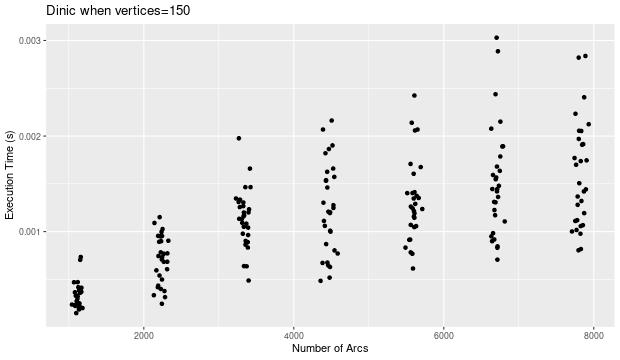 Dinic when vertices=150
Execution Time (s)
0.003
0.002
0.001
2000 4000 6000 8000
Number of Arcs